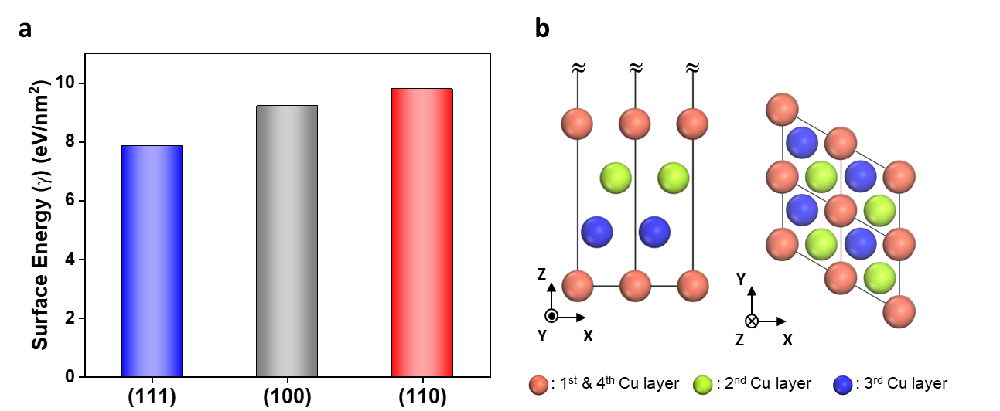 a
Surface Energy (γ) (eV/nm²)
10
8
6
4
2
0
(111) (100) (110)
b
≈ ≈ ≈
Z
Y X
Y
Z X
: 1st & 4th Cu layer : 2nd Cu layer : 3rd Cu layer